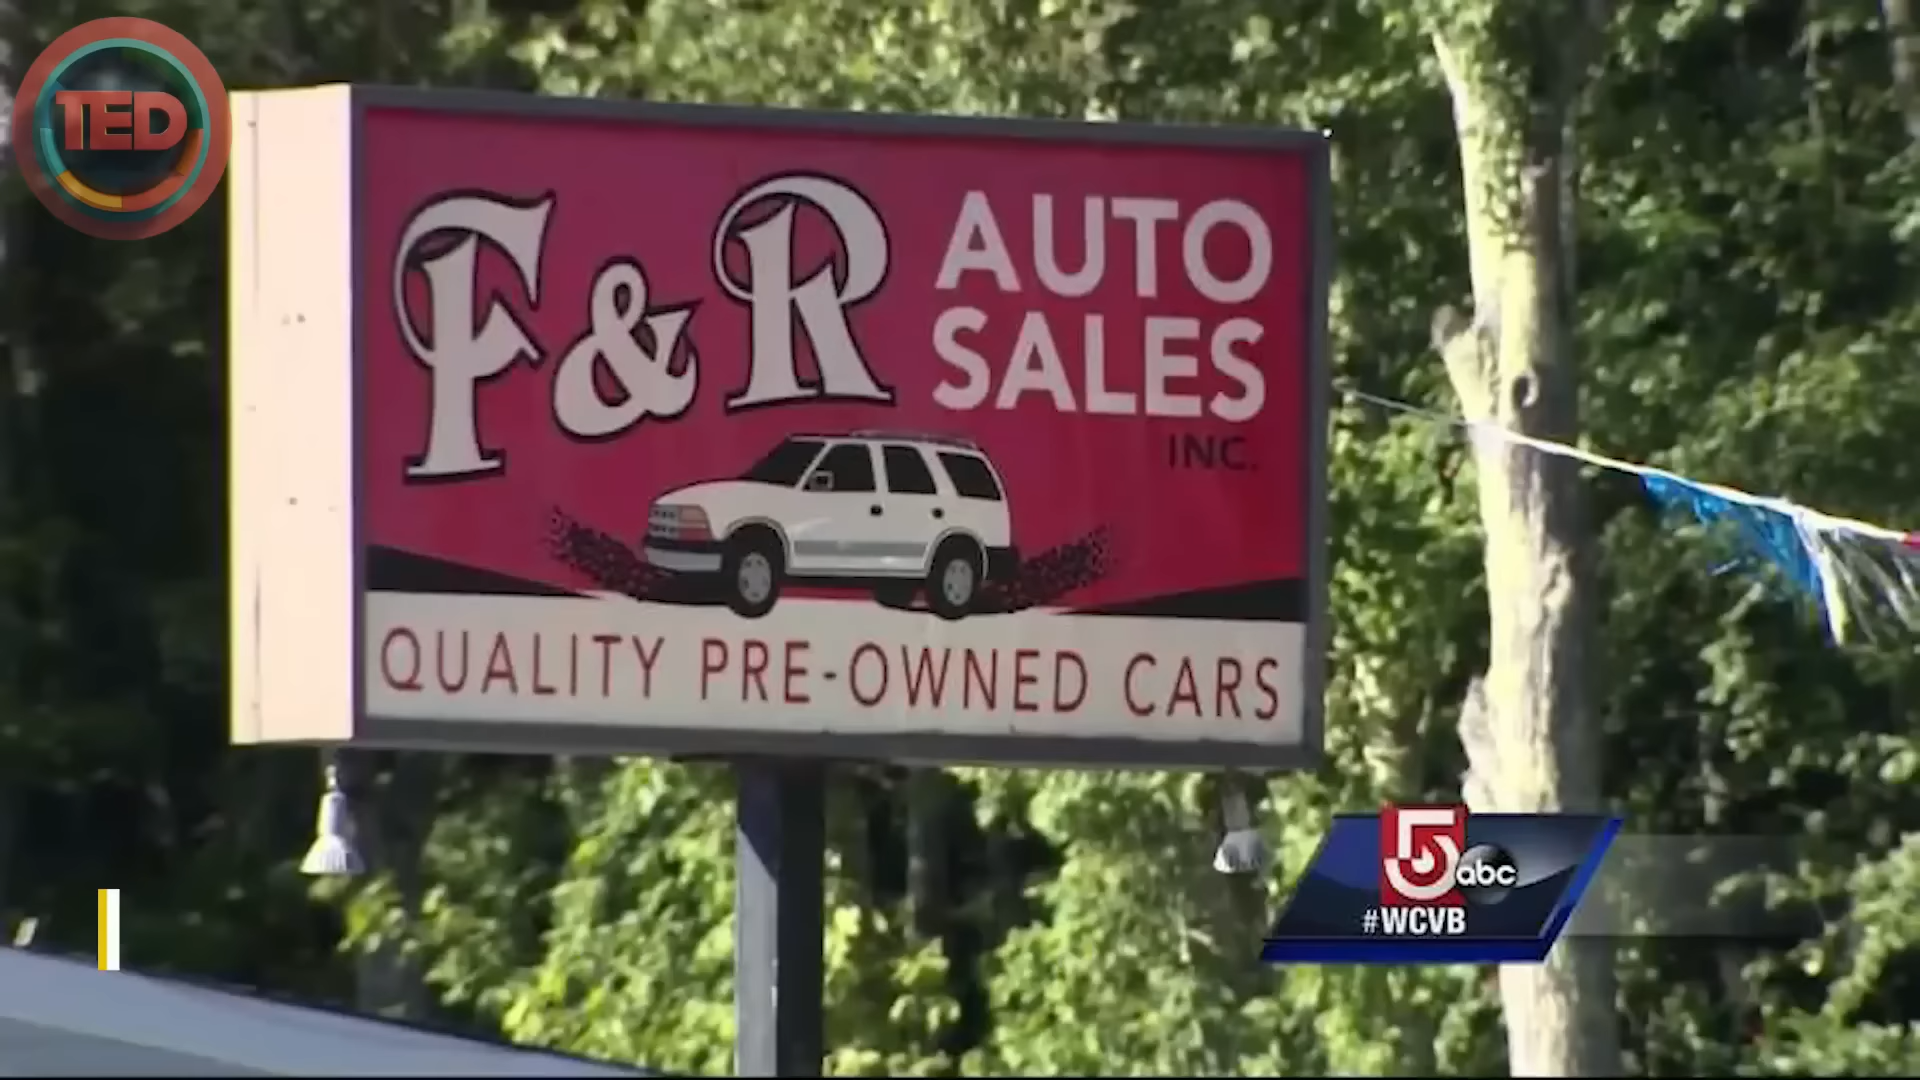 TED
F&R AUTO
SALES
INC.
QUALITY PRE-OWNED CARS
5 abc
#WCVB